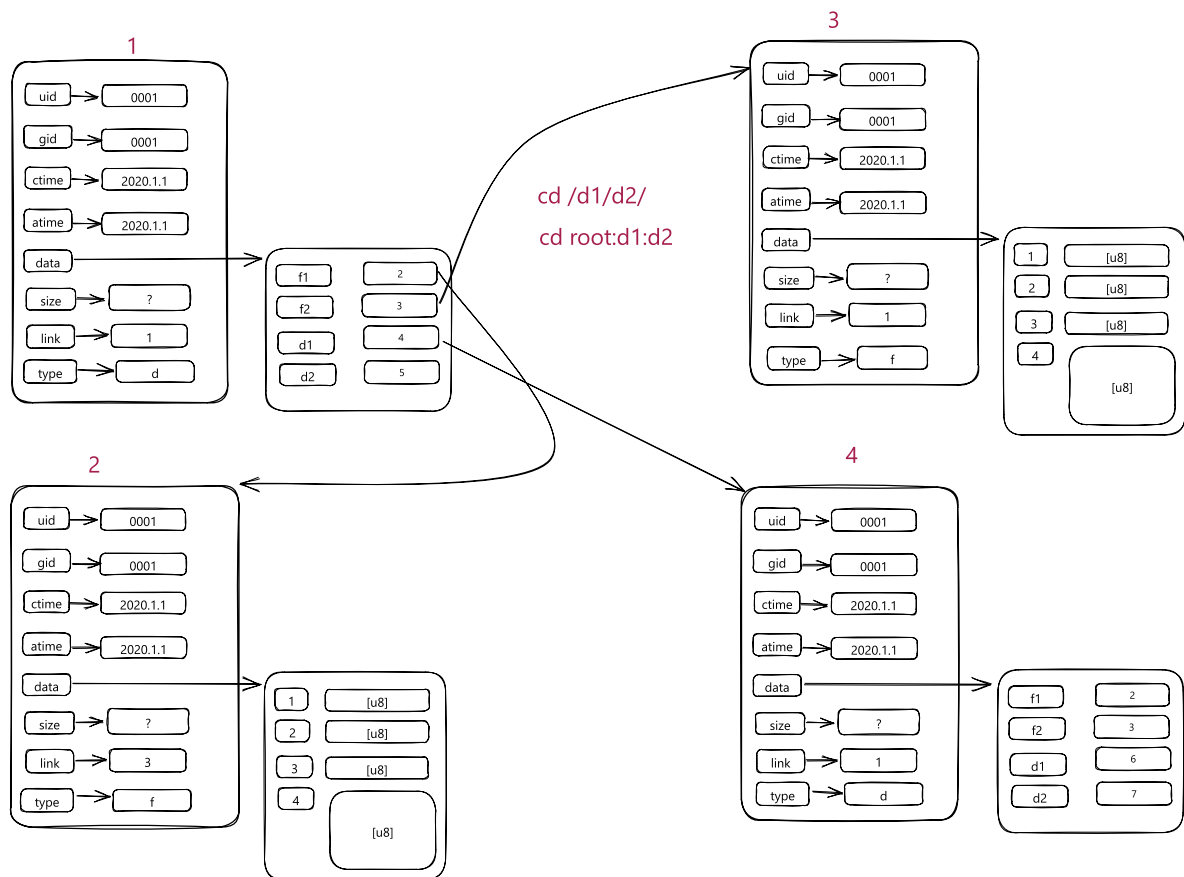 1
uid 0001
gid 0001
ctime 2020.1.1
atime 2020.1.1
data
size ?
link 1
type d
f1 2
f2 3
d1 4
d2 5
cd /d1/d2/
cd root:d1:d2
3
uid 0001
gid 0001
ctime 2020.1.1
atime 2020.1.1
data
size ?
link 1
type f
1 [u8]
2 [u8]
3 [u8]
4 [u8]
2
uid 0001
gid 0001
ctime 2020.1.1
atime 2020.1.1
data
size ?
link 3
type f
1 [u8]
2 [u8]
3 [u8]
4 [u8]
4
uid 0001
gid 0001
ctime 2020.1.1
atime 2020.1.1
data
size ?
link 1
type d
f1 2
f2 3
d1 6
d2 7